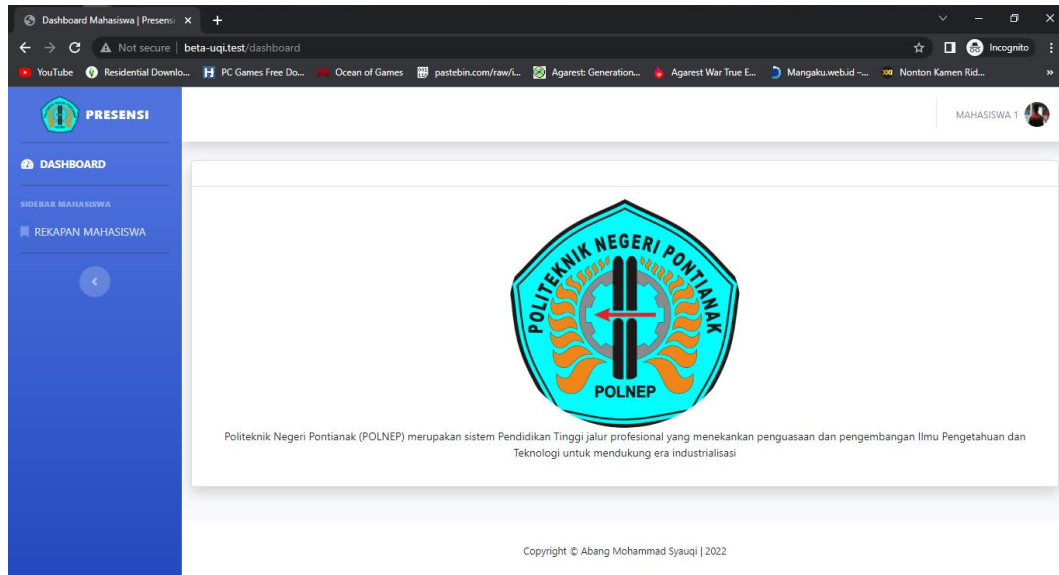 Dashboard Mahasiswa | Presensi
Not secure | beta-uqi.test/dashboard
Incognito
YouTube
Residential Downlo...
PC Games Free Do...
Ocean of Games
pastebin.com/raw/i...
Agarest: Generation...
Agarest War True E...
Mangaku.web.id –...
Nonton Kamen Rid...
PRESENSI
MAHASISWA 1
DASHBOARD
SIDEBAR MAHASISWA
REKAPAN MAHASISWA
POLITEKNIK NEGERI PONTIANAK
POLNEP
Politeknik Negeri Pontianak (POLNEP) merupakan sistem Pendidikan Tinggi jalur profesional yang menekankan penguasaan dan pengembangan Ilmu Pengetahuan dan
Teknologi untuk mendukung era industrialisasi
Copyright © Abang Mohammad Syauqi | 2022